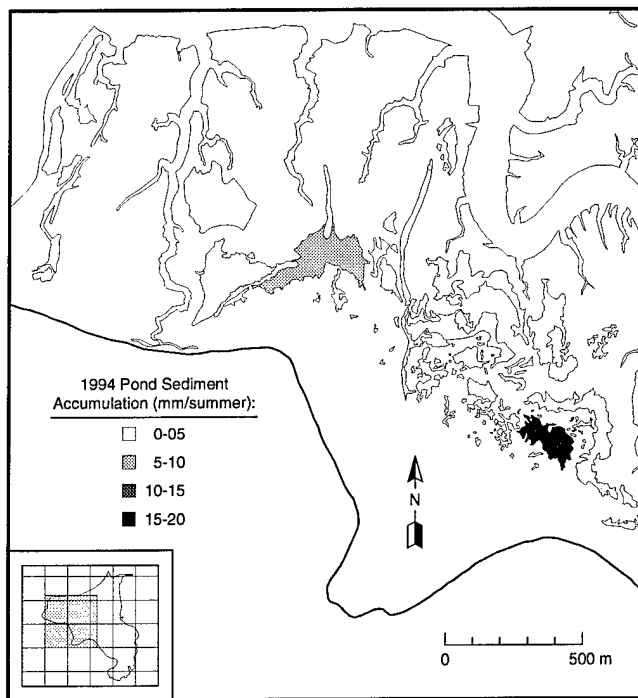 1994 Pond Sediment
Accumulation (mm/summer):
0-05
5-10
10-15
15-20
N
0
500 m